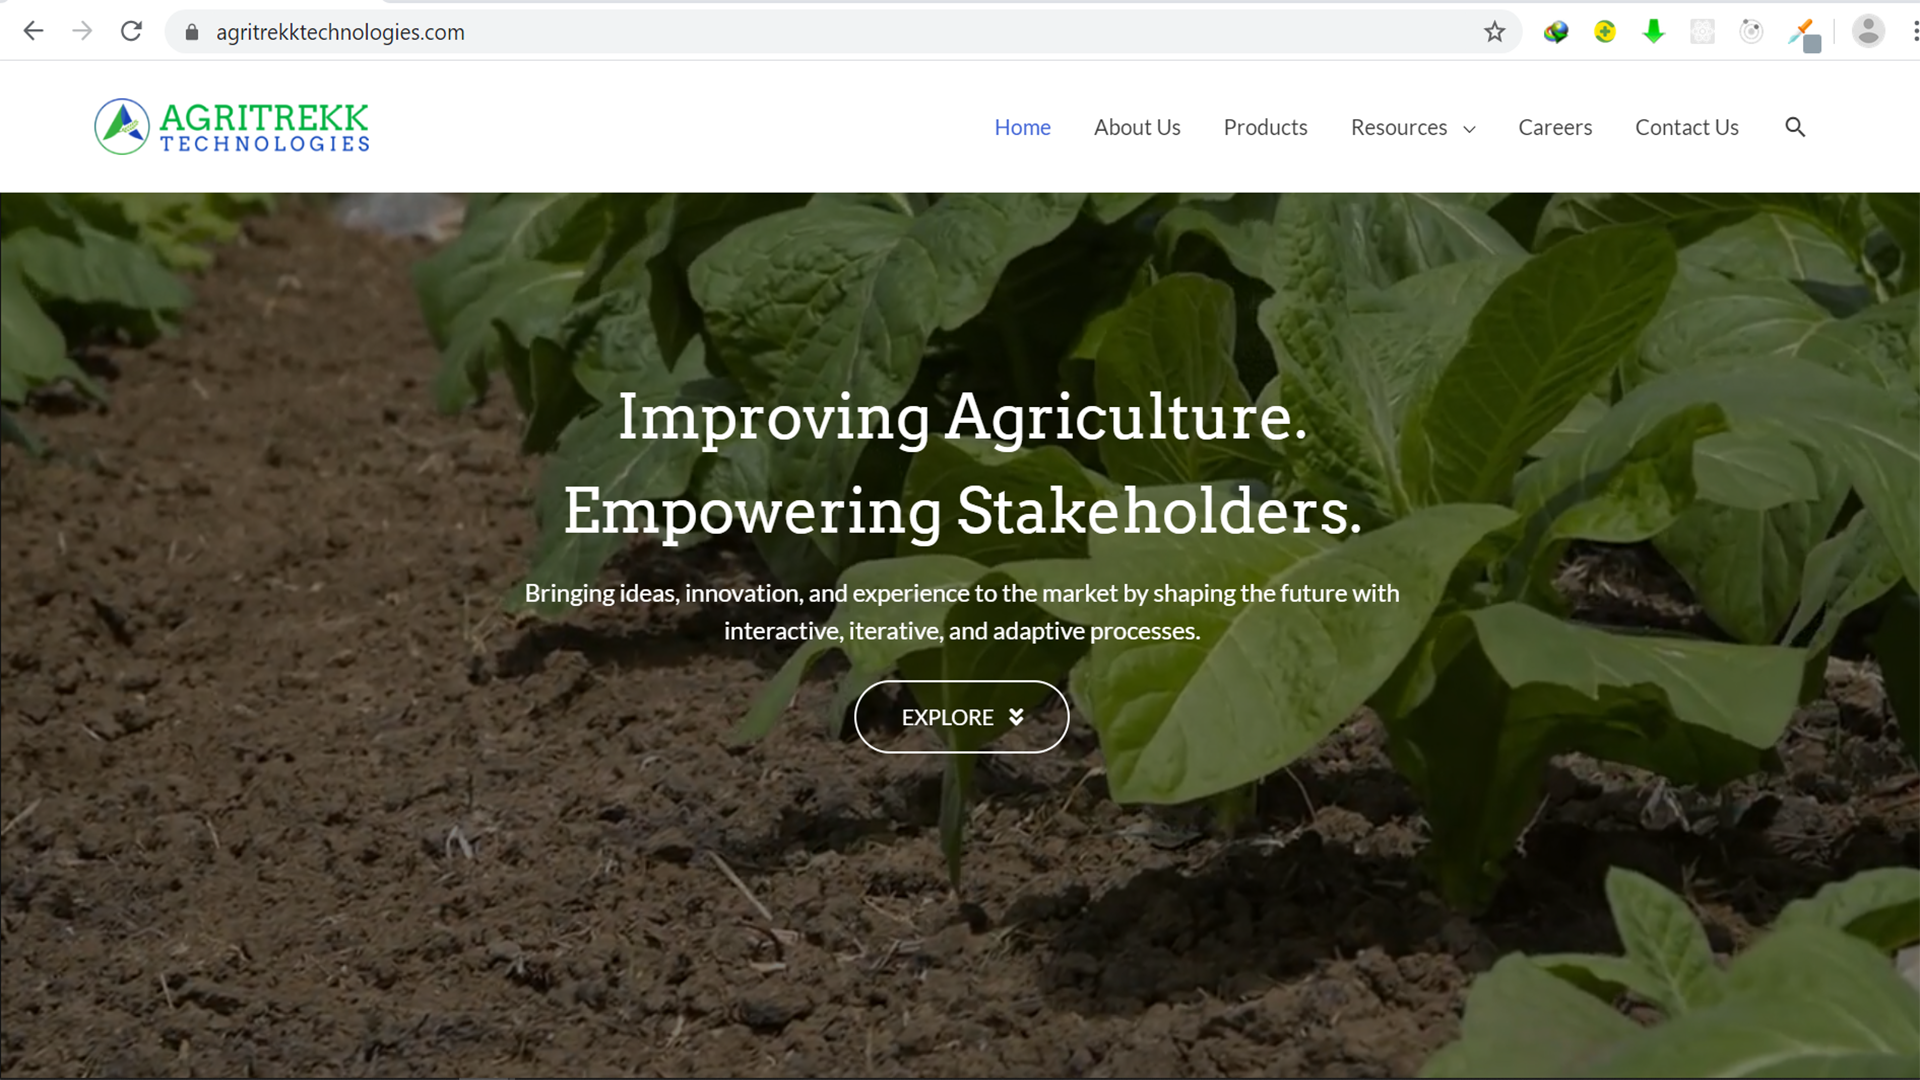 agritrekktechnologies.com
AGRITREKK
TECHNOLOGIES
Home About Us Products Resources Careers Contact Us
Improving Agriculture.
Empowering Stakeholders.
Bringing ideas, innovation, and experience to the market by shaping the future with
interactive, iterative, and adaptive processes.
EXPLORE